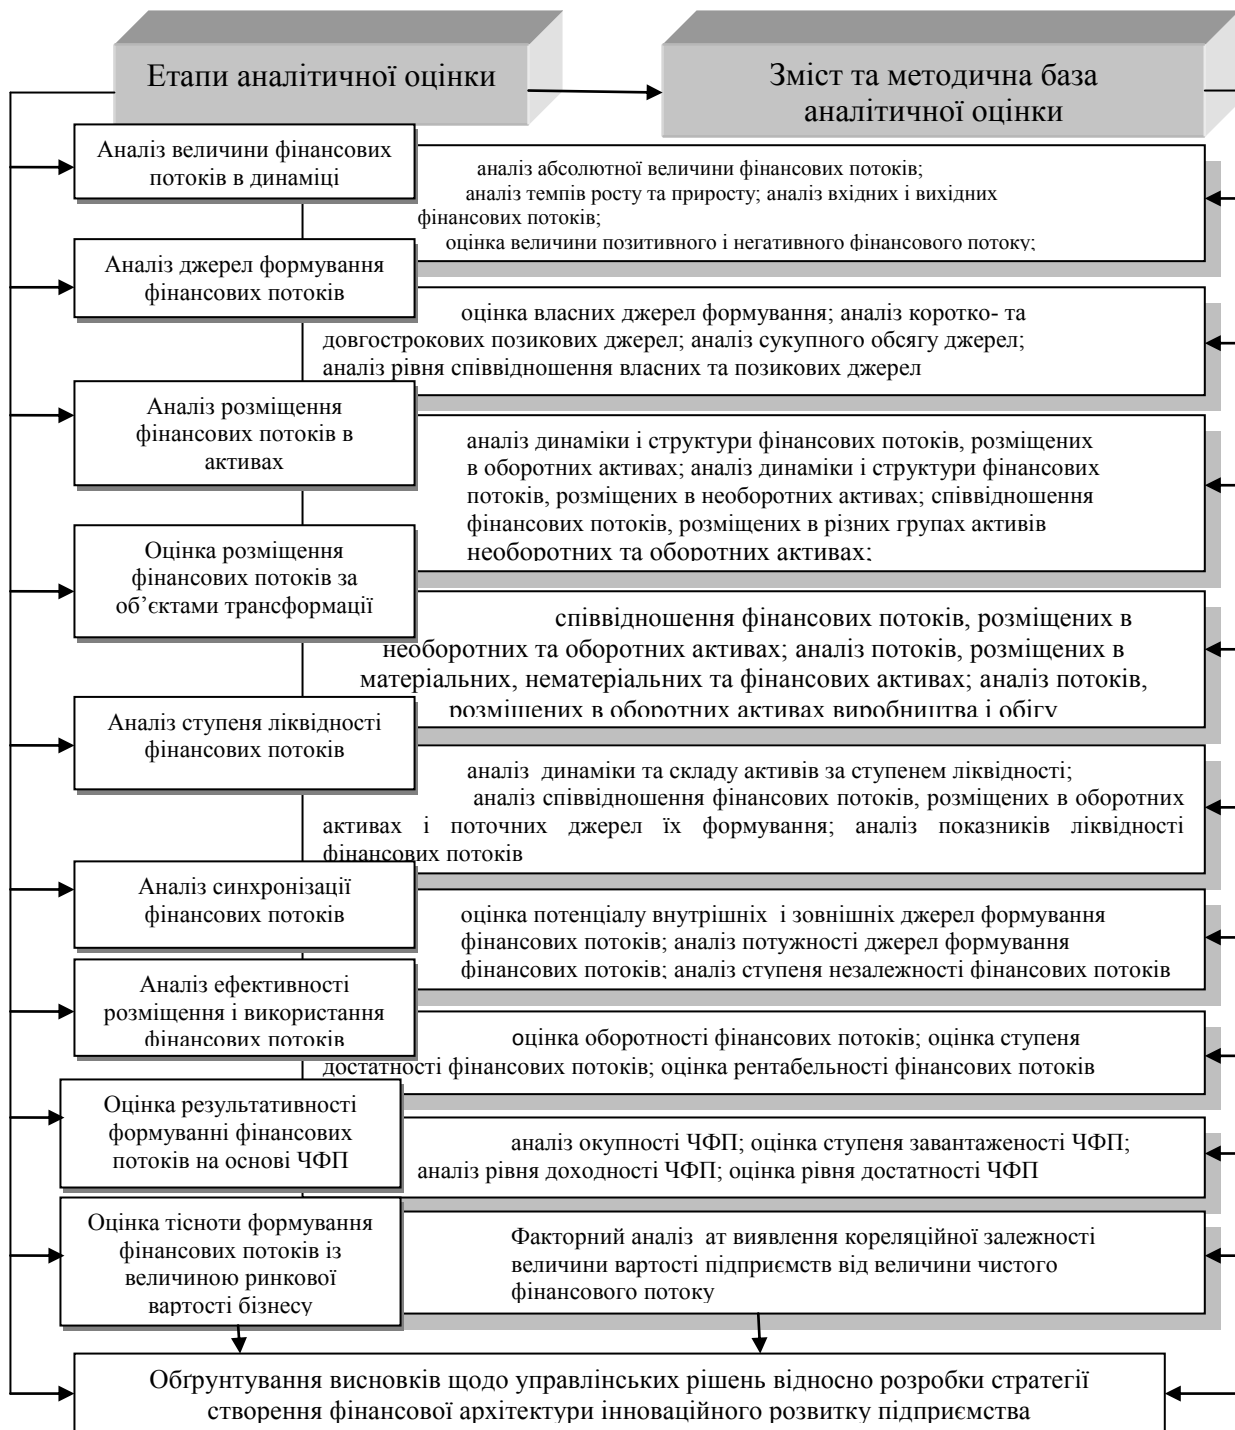 Етапи аналітичної оцінки
Зміст та методична база
аналітичної оцінки
Аналіз величини фінансових
потоків в динаміці
аналіз абсолютної величини фінансових потоків;
аналіз темпів росту та приросту; аналіз вхідних і вихідних
фінансових потоків;
оцінка величини позитивного і негативного фінансового потоку;
Аналіз джерел формування
фінансових потоків
оцінка власних джерел формування; аналіз коротко- та
довгострокових позикових джерел; аналіз сукупного обсягу джерел;
аналіз рівня співвідношення власних та позикових джерел
Аналіз розміщення
фінансових потоків в
активах
аналіз динаміки і структури фінансових потоків, розміщених
в оборотних активах; аналіз динаміки і структури фінансових
потоків, розміщених в необоротних активах; співвідношення
фінансових потоків, розміщених в різних групах активів
необоротних та оборотних активах;
Оцінка розміщення
фінансових потоків за
об’єктами трансформації
співвідношення фінансових потоків, розміщених в
необоротних та оборотних активах; аналіз потоків, розміщених в
матеріальних, нематеріальних та фінансових активах; аналіз потоків,
розміщених в оборотних активах виробництва і обігу
Аналіз ступеня ліквідності
фінансових потоків
аналіз динаміки та складу активів за ступенем ліквідності;
аналіз співвідношення фінансових потоків, розміщених в оборотних
активах і поточних джерел їх формування; аналіз показників ліквідності
фінансових потоків
Аналіз синхронізації
фінансових потоків
оцінка потенціалу внутрішніх і зовнішніх джерел формування
фінансових потоків; аналіз потужності джерел формування
фінансових потоків; аналіз ступеня незалежності фінансових потоків
Аналіз ефективності
розміщення і використання
фінансових потоків
оцінка оборотності фінансових потоків; оцінка ступеня
достатності фінансових потоків; оцінка рентабельності фінансових потоків
Оцінка результативності
формуванні фінансових
потоків на основі ЧФП
аналіз окупності ЧФП; оцінка ступеня завантаженості ЧФП;
аналіз рівня доходності ЧФП; оцінка рівня достатності ЧФП
Оцінка тісноти формування
фінансових потоків із
величиною ринкової
вартості бізнесу
Факторний аналіз ат виявлення кореляційної залежності
величини вартості підприємств від величини чистого
фінансового потоку
Обґрунтування висновків щодо управлінських рішень відносно розробки стратегії
створення фінансової архітектури інноваційного розвитку підприємства